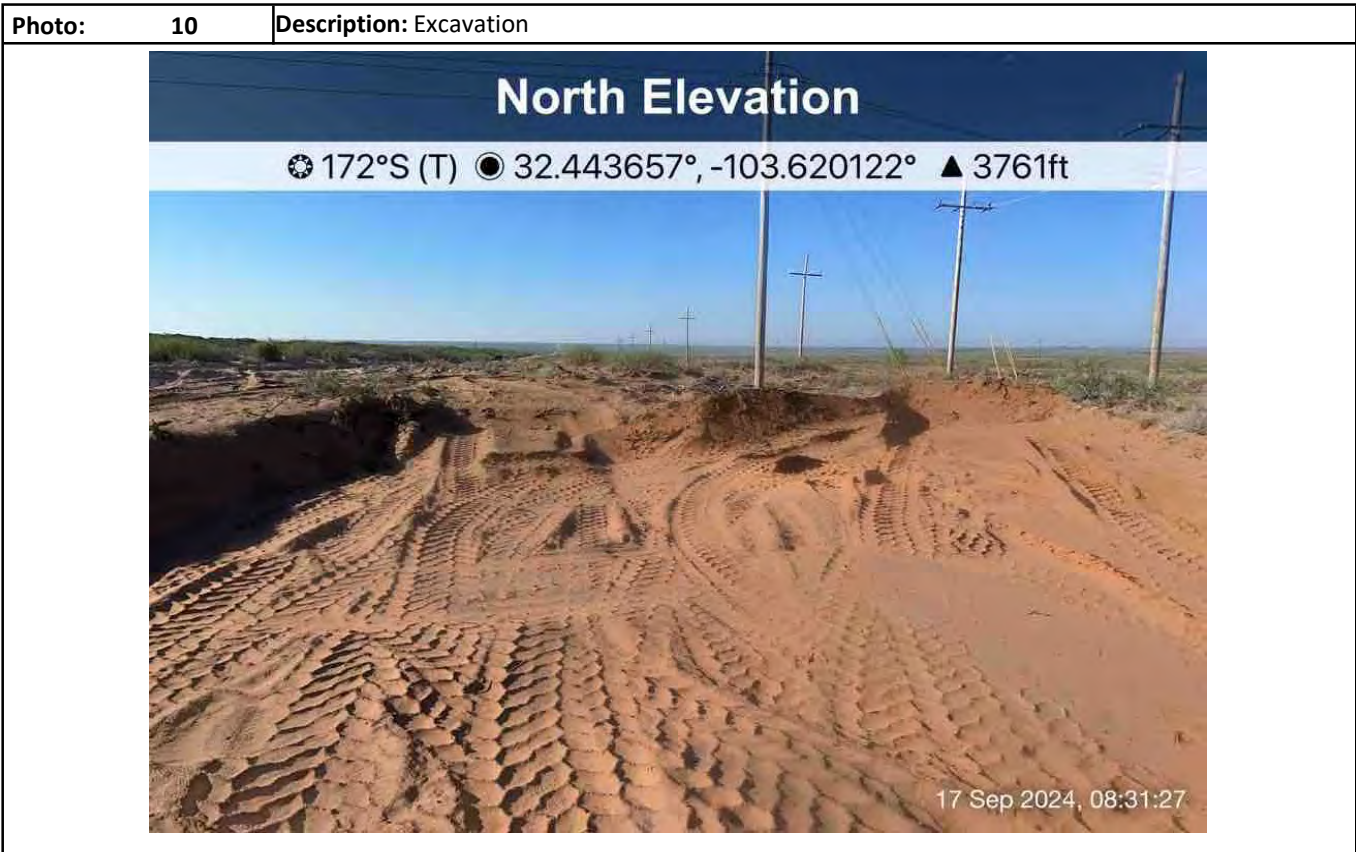 Photo: 10 Description: Excavation
North Elevation
172°S (T) 32.443657°, -103.620122° ▲ 3761ft
17 Sep 2024, 08:31:27